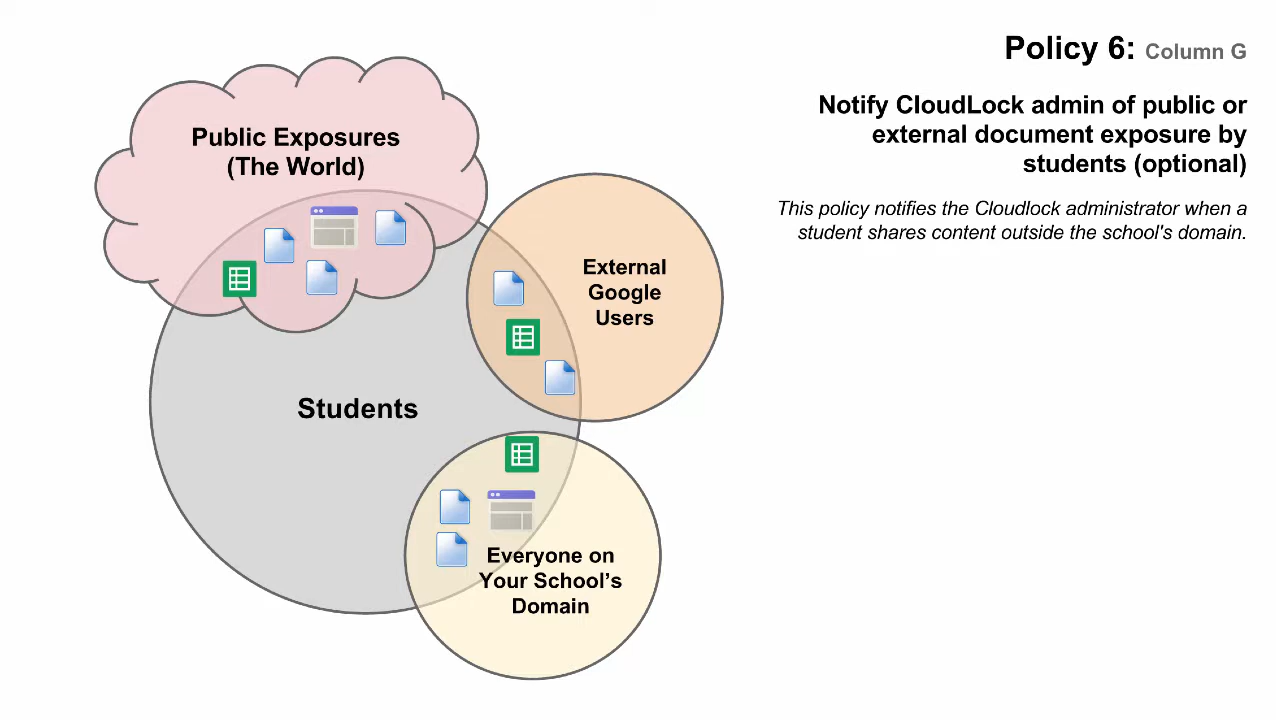 Policy 6: Column G
Notify CloudLock admin of public or
external document exposure by
students (optional)
This policy notifies the Cloudlock administrator when a
student shares content outside the school's domain.
Public Exposures
(The World)
External
Google
Users
Students
Everyone on
Your School’s
Domain